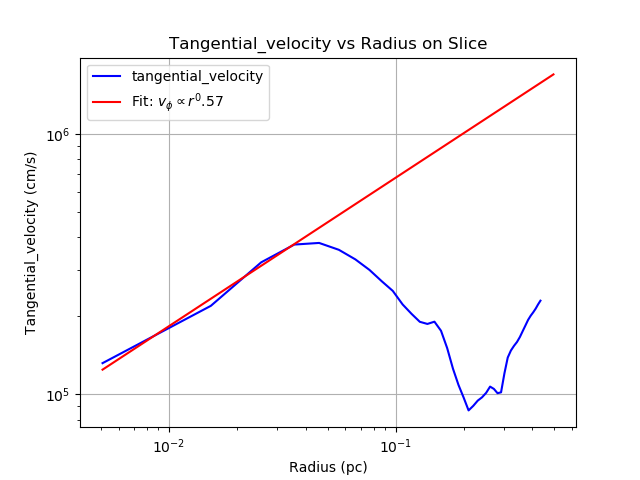 Tangential_velocity vs Radius on Slice
tangential_velocity
Fit: $v_\phi \propto r^0.57$
10⁶
10⁵
Tangential_velocity (cm/s)
10⁻²
10⁻¹
Radius (pc)